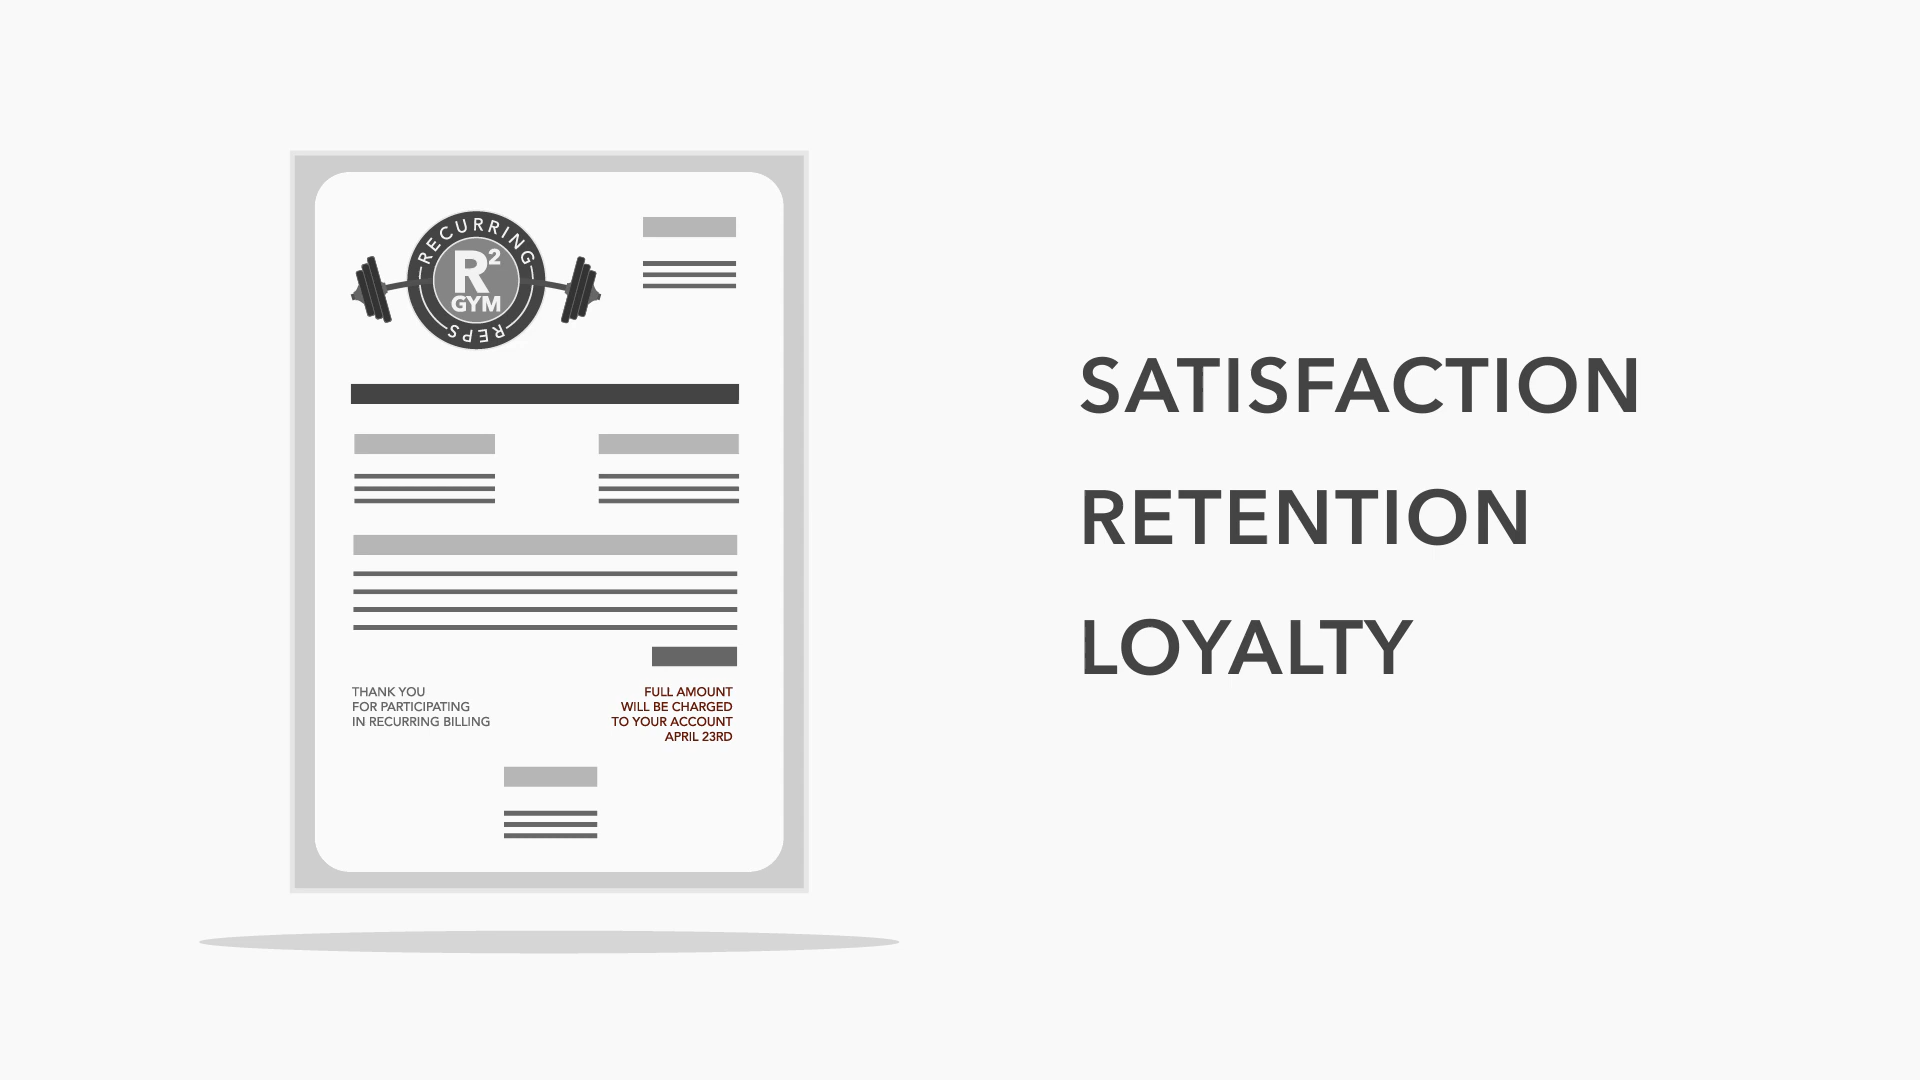 RECURRING
R²
GYM
REPS
THANK YOU
FOR PARTICIPATING
IN RECURRING BILLING
FULL AMOUNT
WILL BE CHARGED
TO YOUR ACCOUNT
APRIL 23RD
SATISFACTION
RETENTION
LOYALTY